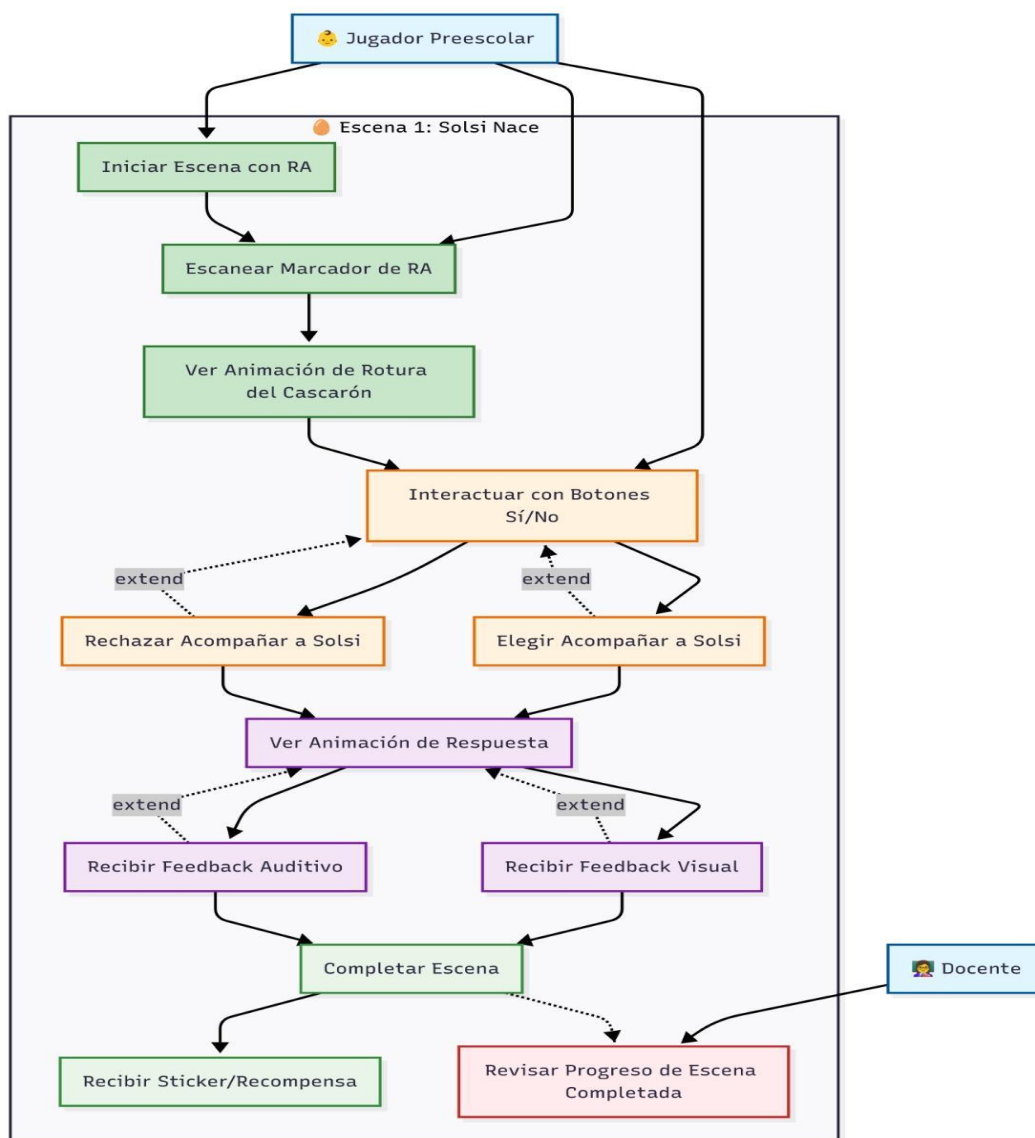 👶 Jugador Preescolar
🥚 Escena 1: Solsi Nace
Iniciar Escena con RA
Escanear Marcador de RA
Ver Animación de Rotura
del Cascarón
Interactuar con Botones
Sí/No
extend
extend
Rechazar Acompañar a Solsi
Elegir Acompañar a Solsi
Ver Animación de Respuesta
extend
extend
Recibir Feedback Auditivo
Recibir Feedback Visual
Completar Escena
👩‍🏫 Docente
Recibir Sticker/Recompensa
Revisar Progreso de Escena
Completada